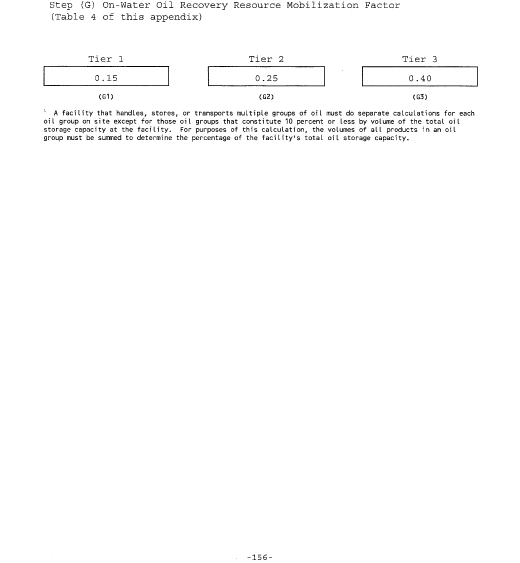 Step (G) On-Water Oil Recovery Resource Mobilization Factor
(Table 4 of this appendix)
Tier 1 Tier 2 Tier 3
0.15 0.25 0.40
(G1) (G2) (G3)
1 A facility that handles, stores, or transports multiple groups of oil must do separate calculations for each
oil group on site except for those oil groups that constitute 10 percent or less by volume of the total oil
storage capacity at the facility. For purposes of this calculation, the volumes of all products in an oil
group must be summed to determine the percentage of the facility's total oil storage capacity.
-156-